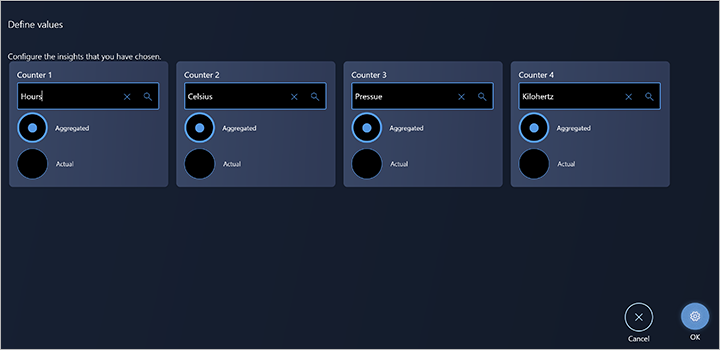 Define values
Configure the insights that you have chosen.
Counter 1
Hours
Aggregated
Actual
Counter 2
Celsius
Aggregated
Actual
Counter 3
Pressue
Aggregated
Actual
Counter 4
Kilohertz
Aggregated
Actual
Cancel
OK